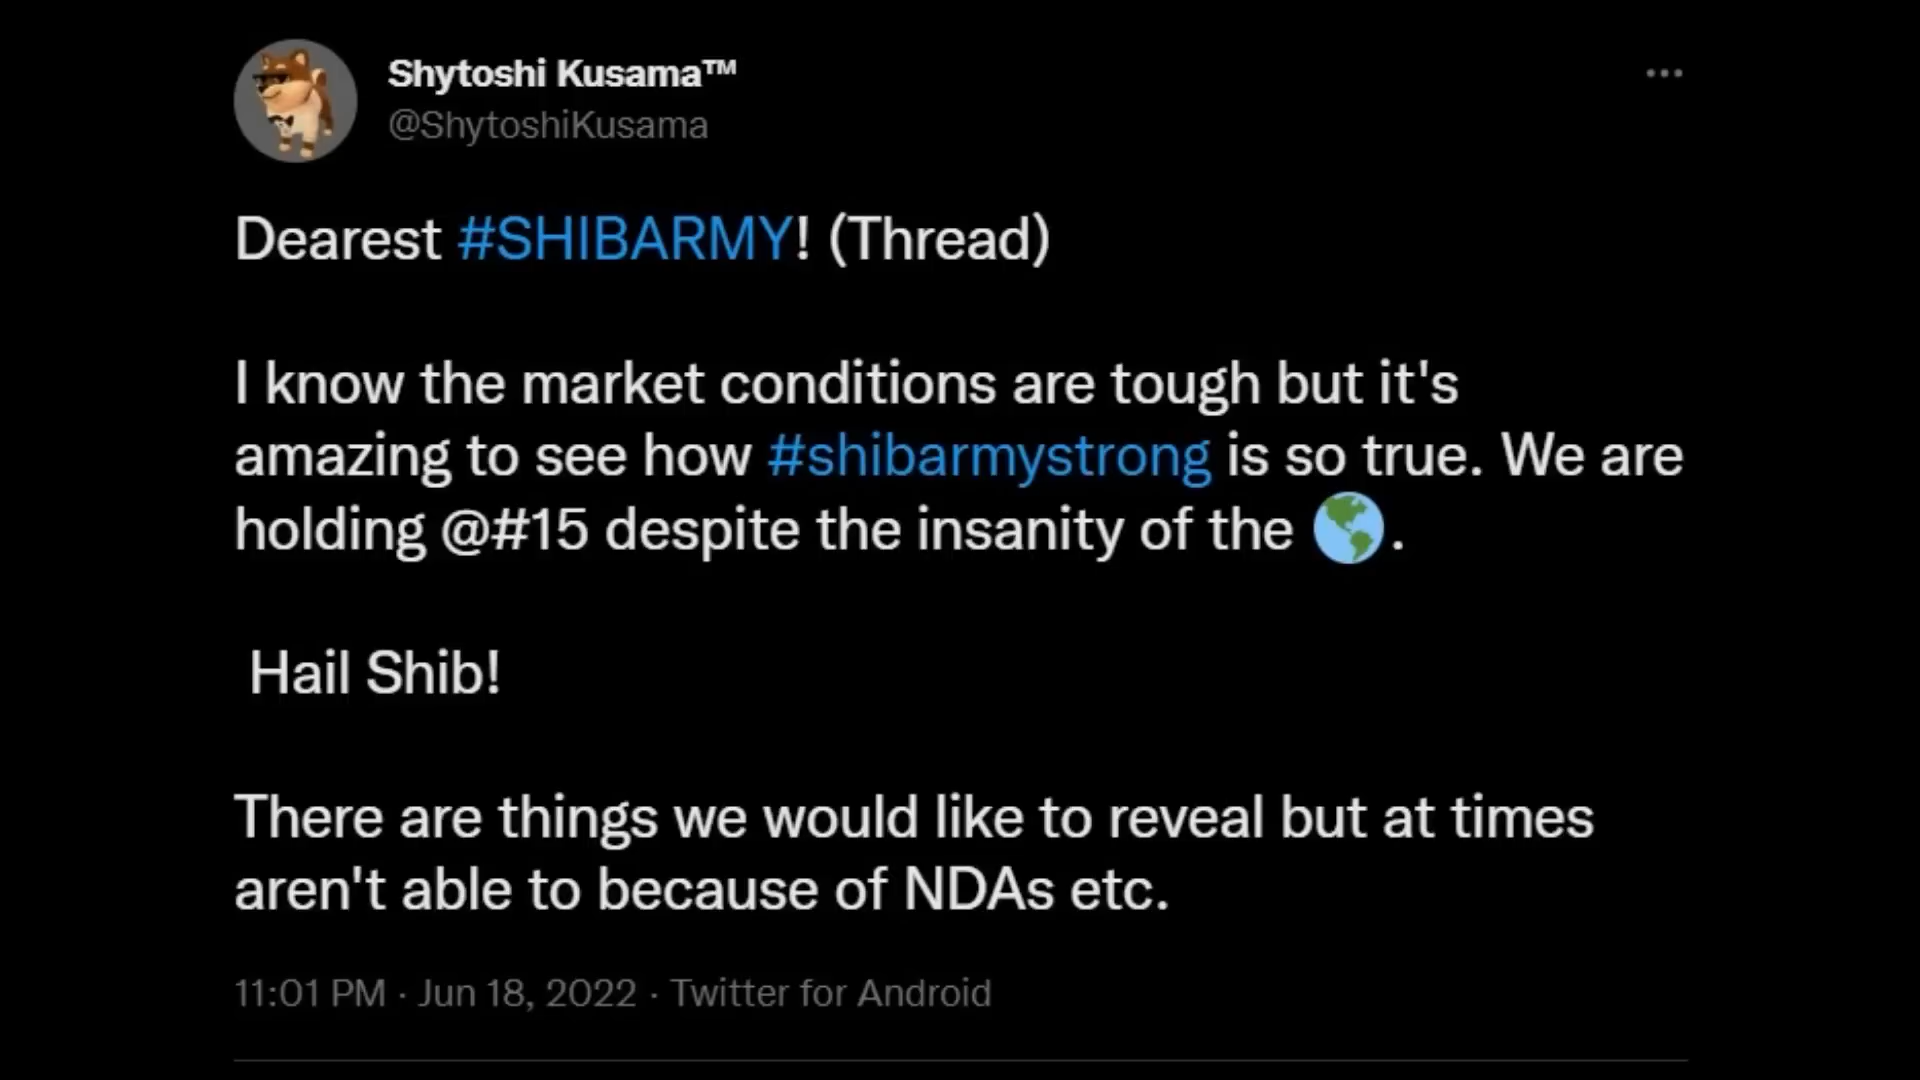 Shytoshi Kusama™
@ShytoshiKusama
Dearest #SHIBARMY! (Thread)
I know the market conditions are tough but it's
amazing to see how #shibarmystrong is so true. We are
holding @#15 despite the insanity of the 🌎.
Hail Shib!
There are things we would like to reveal but at times
aren't able to because of NDAs etc.
11:01 PM · Jun 18, 2022 · Twitter for Android